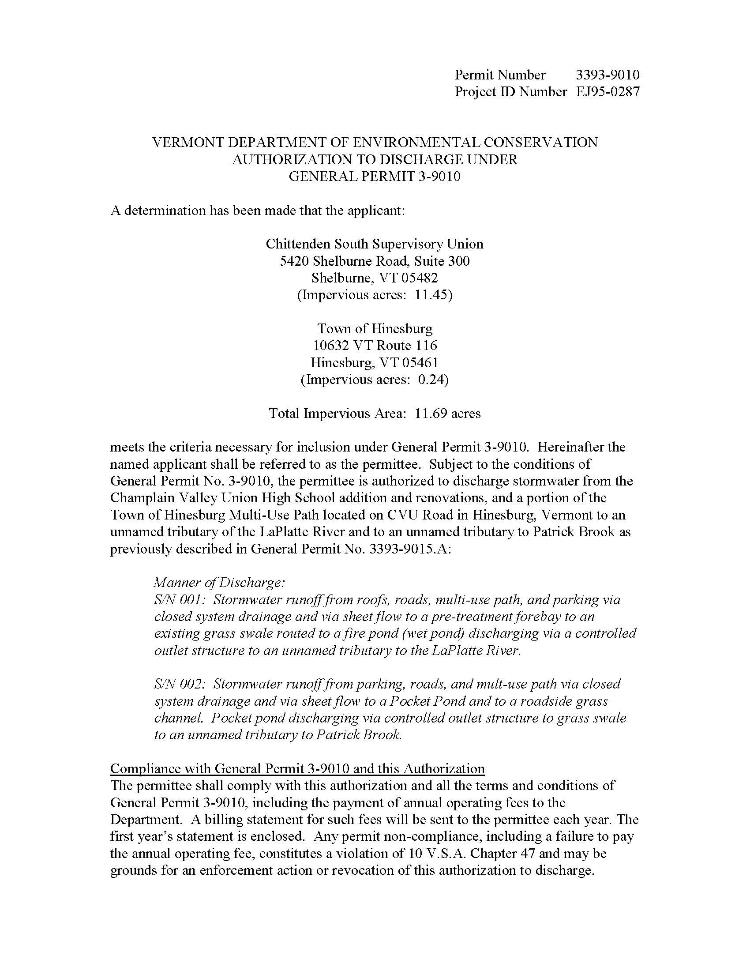 Permit Number 3393-9010
Project ID Number EJ95-0287
VERMONT DEPARTMENT OF ENVIRONMENTAL CONSERVATION
AUTHORIZATION TO DISCHARGE UNDER
GENERAL PERMIT 3-9010
A determination has been made that the applicant:
Chittenden South Supervisory Union
5420 Shelburne Road, Suite 300
Shelburne, VT 05482
(Impervious acres: 11.45)
Town of Hinesburg
10632 VT Route 116
Hinesburg, VT 05461
(Impervious acres: 0.24)
Total Impervious Area: 11.69 acres
meets the criteria necessary for inclusion under General Permit 3-9010. Hereinafter the
named applicant shall be referred to as the permittee. Subject to the conditions of
General Permit No. 3-9010, the permittee is authorized to discharge stormwater from the
Champlain Valley Union High School addition and renovations, and a portion of the
Town of Hinesburg Multi-Use Path located on CVU Road in Hinesburg, Vermont to an
unnamed tributary of the LaPlatte River and to an unnamed tributary to Patrick Brook as
previously described in General Permit No. 3393-9015.A:
Manner of Discharge:
S/N 001: Stormwater runoff from roofs, roads, multi-use path, and parking via
closed system drainage and via sheet flow to a pre-treatment forebay to an
existing grass swale routed to a fire pond (wet pond) discharging via a controlled
outlet structure to an unnamed tributary to the LaPlatte River.
S/N 002: Stormwater runoff from parking, roads, and mult-use path via closed
system drainage and via sheet flow to a Pocket Pond and to a roadside grass
channel. Pocket pond discharging via controlled outlet structure to grass swale
to an unnamed tributary to Patrick Brook.
Compliance with General Permit 3-9010 and this Authorization
The permittee shall comply with this authorization and all the terms and conditions of
General Permit 3-9010, including the payment of annual operating fees to the
Department. A billing statement for such fees will be sent to the permittee each year. The
first year's statement is enclosed. Any permit non-compliance, including a failure to pay
the annual operating fee, constitutes a violation of 10 V.S.A. Chapter 47 and may be
grounds for an enforcement action or revocation of this authorization to discharge.